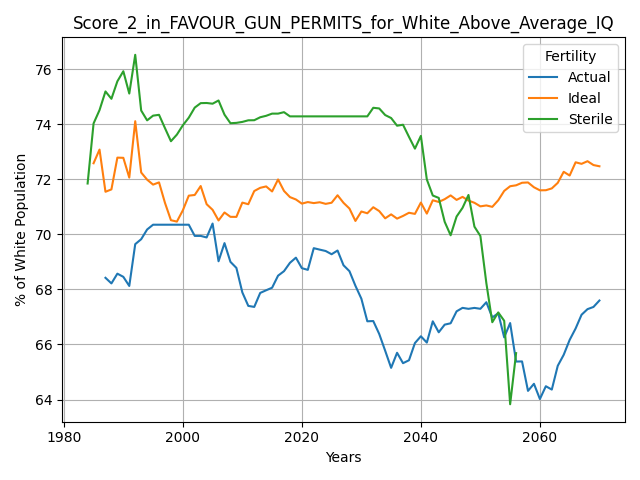 Score_2_in_FAVOUR_GUN_PERMITS_for_White_Above_Average_IQ
Fertility
Actual
Ideal
Sterile
% of White Population
76
74
72
70
68
66
64
1980
2000
2020
2040
2060
Years